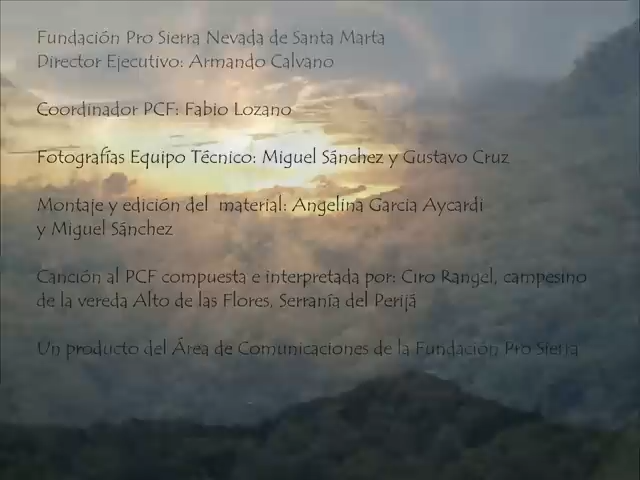 Fundación Pro Sierra Nevada de Santa Marta
Director Ejecutivo: Armando Calvano
Coordinador PCF: Fabio Lozano
Fotografías Equipo Técnico: Miguel Sánchez y Gustavo Cruz
Montaje y edición del material: Angelina Garcia Aycardi
y Miguel Sánchez
Canción al PCF compuesta e interpretada por: Ciro Rangel, campesino
de la vereda Alto de las Flores, Serranía del Perijá
Un producto del Área de Comunicaciones de la Fundación Pro Sierra